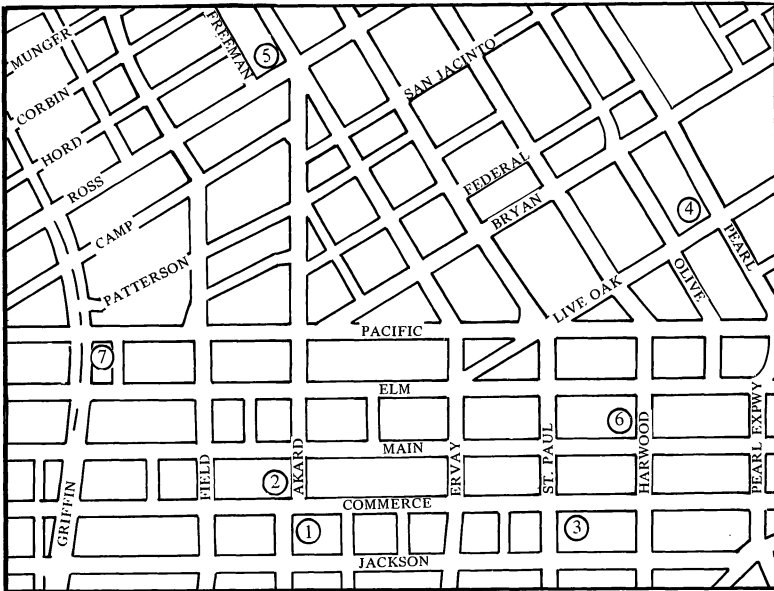 MUNGER
FREEMAN
5
SAN JACINTO
CORBIN
HORD
ROSS
FEDERAL
BRYAN
4
CAMP
PEARL
PATTERSON
OLIVE
LIVE OAK
PACIFIC
7
ELM
6
MAIN
FIELD
AKARD
ERVAY
ST. PAUL
HARWOOD
PEARL EXPWY
2
COMMERCE
GRIFFIN
1
3
JACKSON